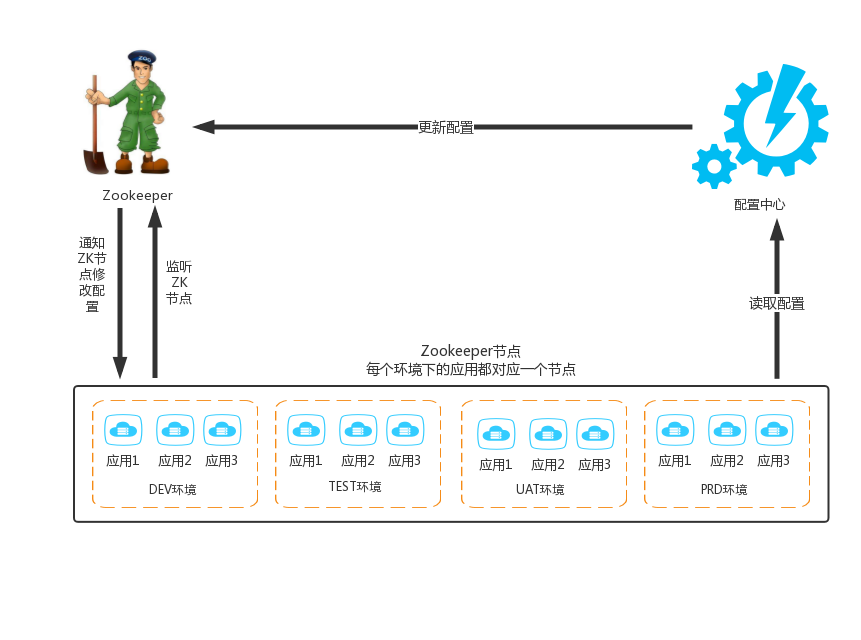 ZOO
更新配置
Zookeeper
配置中心
通知
ZK节
点修
改配
置
监听
ZK
节点
读取配置
Zookeeper节点
每个环境下的应用都对应一个节点
应用1 应用2 应用3
DEV环境
应用1 应用2 应用3
TEST环境
应用1 应用2 应用3
UAT环境
应用1 应用2 应用3
PRD环境